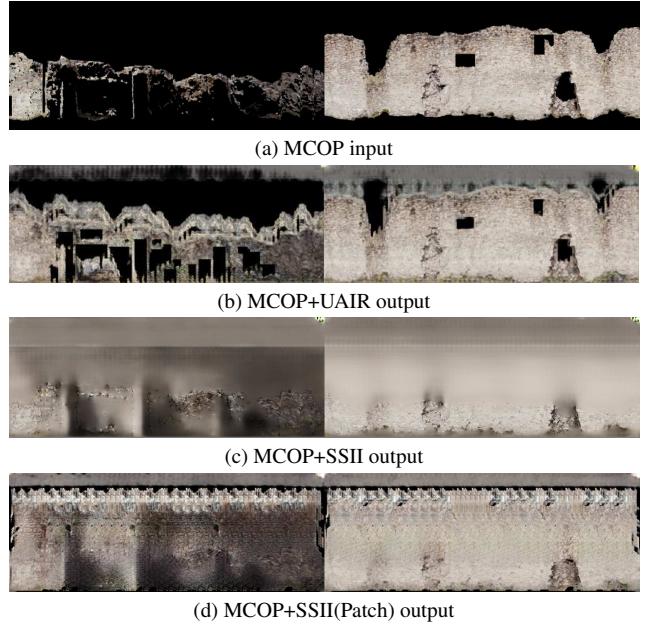 (a) MCOP input
(b) MCOP+UAIR output
(c) MCOP+SSII output
(d) MCOP+SSII(Patch) output